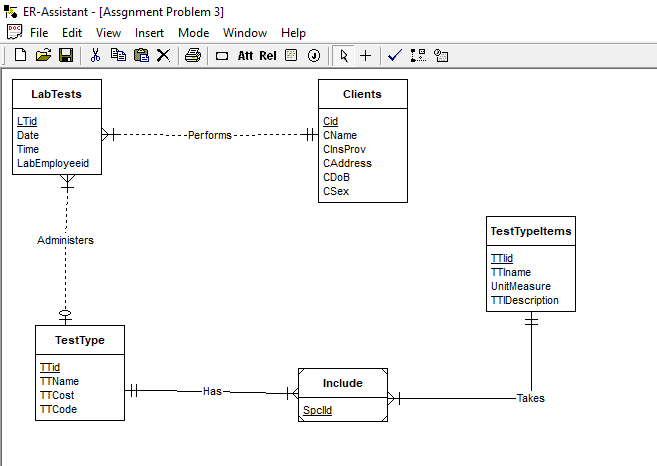 ER-Assistant - [Assgnment Problem 3]
File Edit View Insert Mode Window Help
Att Rel J
LabTests
LTid
Date
Time
LabEmployeeid
Performs
Clients
Cid
CName
CInsProv
CAddress
CDoB
CSex
Administers
TestTypeItems
TTIid
TTIname
UnitMeasure
TTIDescription
TestType
TTid
TTName
TTCost
TTCode
Has
Include
SpcIId
Takes